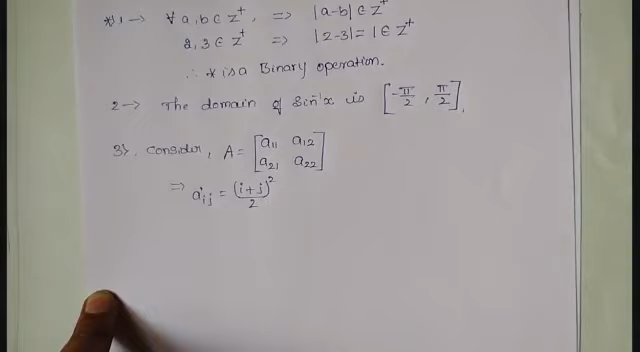 *1 → ∀ a, b ∈ Z⁺, => |a-b| ∈ Z⁺
2, 3 ∈ Z⁺ => |2-3| = 1 ∈ Z⁺
∴ * is a Binary operation.
2 → The domain of Sin⁻¹x is [-π/2, π/2].
3}. Consider, A = [a₁₁ a₁₂
a₂₁ a₂₂]
=> aᵢⱼ = (i+j)²/2